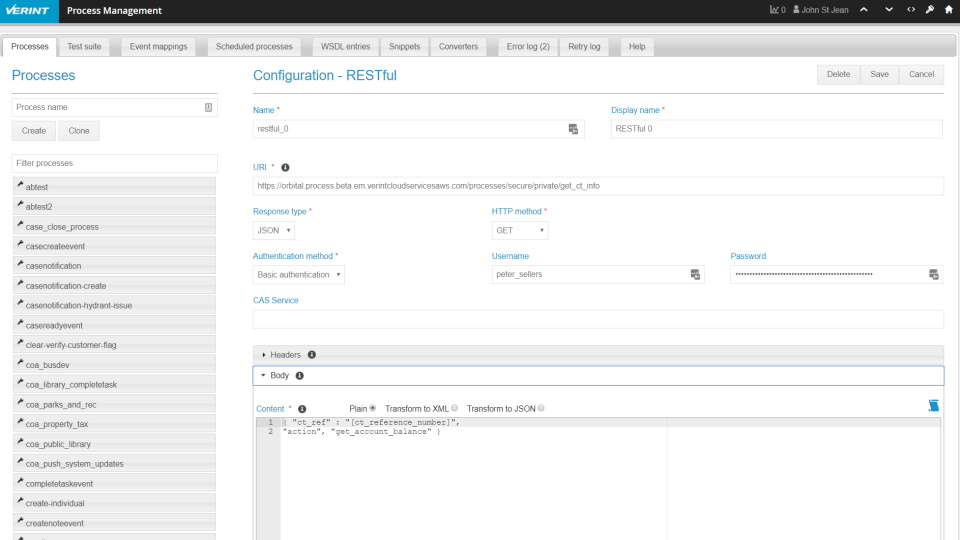 VERINT Process Management 0 John St Jean
Processes Test suite Event mappings Scheduled processes WSDL entries Snippets Converters Error log (2) Retry log Help
Processes
Process name
Create Clone
Filter processes
abtest
abtest2
case_close_process
casecreateevent
casenotification
casenotification-create
casenotification-hydrant-issue
casereadyevent
clear-verify-customer-flag
coa_busdev
coa_library_completetask
coa_parks_and_rec
coa_property_tax
coa_public_library
coa_push_system_updates
completetaskevent
create-individual
createnoteevent
Configuration - RESTful
Delete Save Cancel
Name * Display name *
restful_0 RESTful 0
URI *
https://orbital.process.beta.em.verintcloudservicesaws.com/processes/secure/private/get_ct_info
Response type * HTTP method *
JSON GET
Authentication method * Username Password
Basic authentication peter_sellers
CAS Service
Headers
Body
Content * Plain Transform to XML Transform to JSON
1 { "ct_ref" : "[ct_reference_number]",
2 "action", "get_account_balance" }